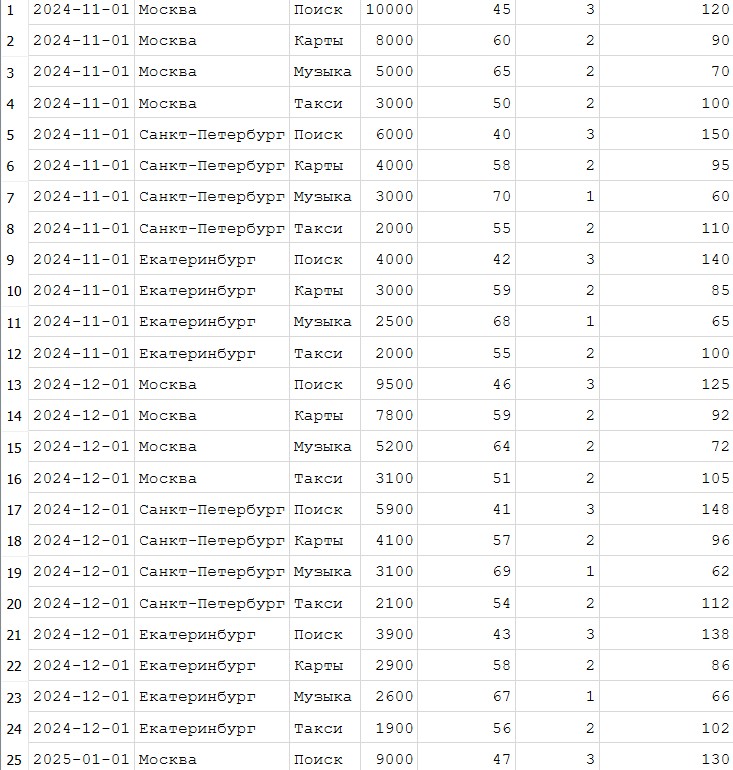 1 2024-11-01 Москва Поиск 10000 45 3 120
2 2024-11-01 Москва Карты 8000 60 2 90
3 2024-11-01 Москва Музыка 5000 65 2 70
4 2024-11-01 Москва Такси 3000 50 2 100
5 2024-11-01 Санкт-Петербург Поиск 6000 40 3 150
6 2024-11-01 Санкт-Петербург Карты 4000 58 2 95
7 2024-11-01 Санкт-Петербург Музыка 3000 70 1 60
8 2024-11-01 Санкт-Петербург Такси 2000 55 2 110
9 2024-11-01 Екатеринбург Поиск 4000 42 3 140
10 2024-11-01 Екатеринбург Карты 3000 59 2 85
11 2024-11-01 Екатеринбург Музыка 2500 68 1 65
12 2024-11-01 Екатеринбург Такси 2000 55 2 100
13 2024-12-01 Москва Поиск 9500 46 3 125
14 2024-12-01 Москва Карты 7800 59 2 92
15 2024-12-01 Москва Музыка 5200 64 2 72
16 2024-12-01 Москва Такси 3100 51 2 105
17 2024-12-01 Санкт-Петербург Поиск 5900 41 3 148
18 2024-12-01 Санкт-Петербург Карты 4100 57 2 96
19 2024-12-01 Санкт-Петербург Музыка 3100 69 1 62
20 2024-12-01 Санкт-Петербург Такси 2100 54 2 112
21 2024-12-01 Екатеринбург Поиск 3900 43 3 138
22 2024-12-01 Екатеринбург Карты 2900 58 2 86
23 2024-12-01 Екатеринбург Музыка 2600 67 1 66
24 2024-12-01 Екатеринбург Такси 1900 56 2 102
25 2025-01-01 Москва Поиск 9000 47 3 130